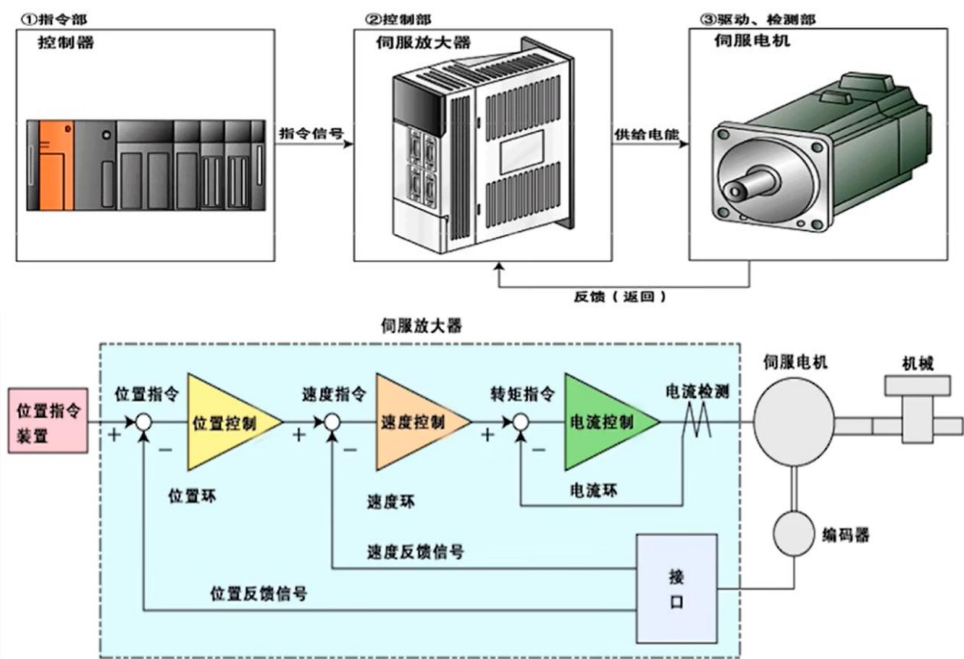 ①指令部
控制器
②控制部
伺服放大器
③驱动、检测部
伺服电机
指令信号
供给电能
反馈（返回）
伺服放大器
位置指令
装置
位置指令
+
−
位置控制
位置环
速度指令
+
−
速度控制
速度环
转矩指令
+
−
电流控制
电流环
电流检测
伺服电机
机械
编码器
速度反馈信号
位置反馈信号
接
口